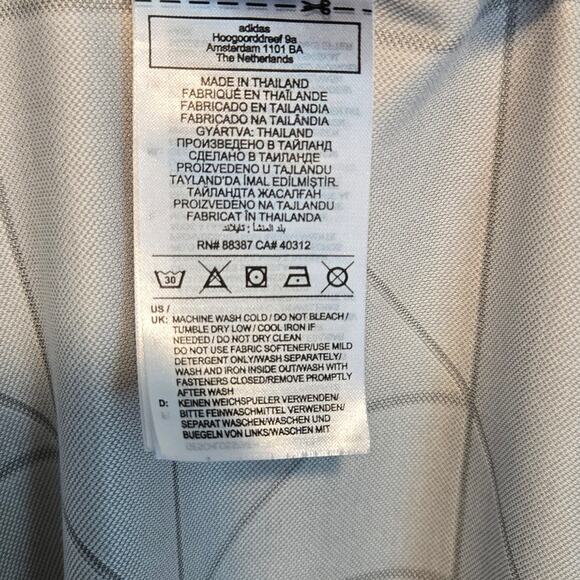 adidas
Hoogoorddreef 9a
Amsterdam 1101 BA
The Netherlands
MADE IN THAILAND
FABRIQUÉ EN THAÏLANDE
FABRICADO EN TAILANDIA
FABRICADO NA TAILÂNDIA
GYÁRTVA: THAILAND
ПРОИЗВЕДЕНО В ТАЙЛАНД
СДЕЛАНО В ТАИЛАНДЕ
PROIZVEDENO U TAJLANDU
TAYLAND'DA İMAL EDİLMİŞTİR.
ТАЙЛАНДТА ЖАСАЛҒАН
PROIZVEDENO NA TAJLANDU
FABRICAT ÎN THAILANDA
بلد المنشأ : تايلاند
RN# 88387 CA# 40312
30
US /
UK: MACHINE WASH COLD / DO NOT BLEACH /
TUMBLE DRY LOW / COOL IRON IF
NEEDED / DO NOT DRY CLEAN
DO NOT USE FABRIC SOFTENER/USE MILD
DETERGENT ONLY/WASH SEPARATELY/
WASH AND IRON INSIDE OUT/WASH WITH
FASTENERS CLOSED/REMOVE PROMPTLY
AFTER WASH
D: KEINEN WEICHSPUELER VERWENDEN/
BITTE FEINWASCHMITTEL VERWENDEN/
SEPARAT WASCHEN/WASCHEN UND
BUEGELN VON LINKS/WASCHEN MIT